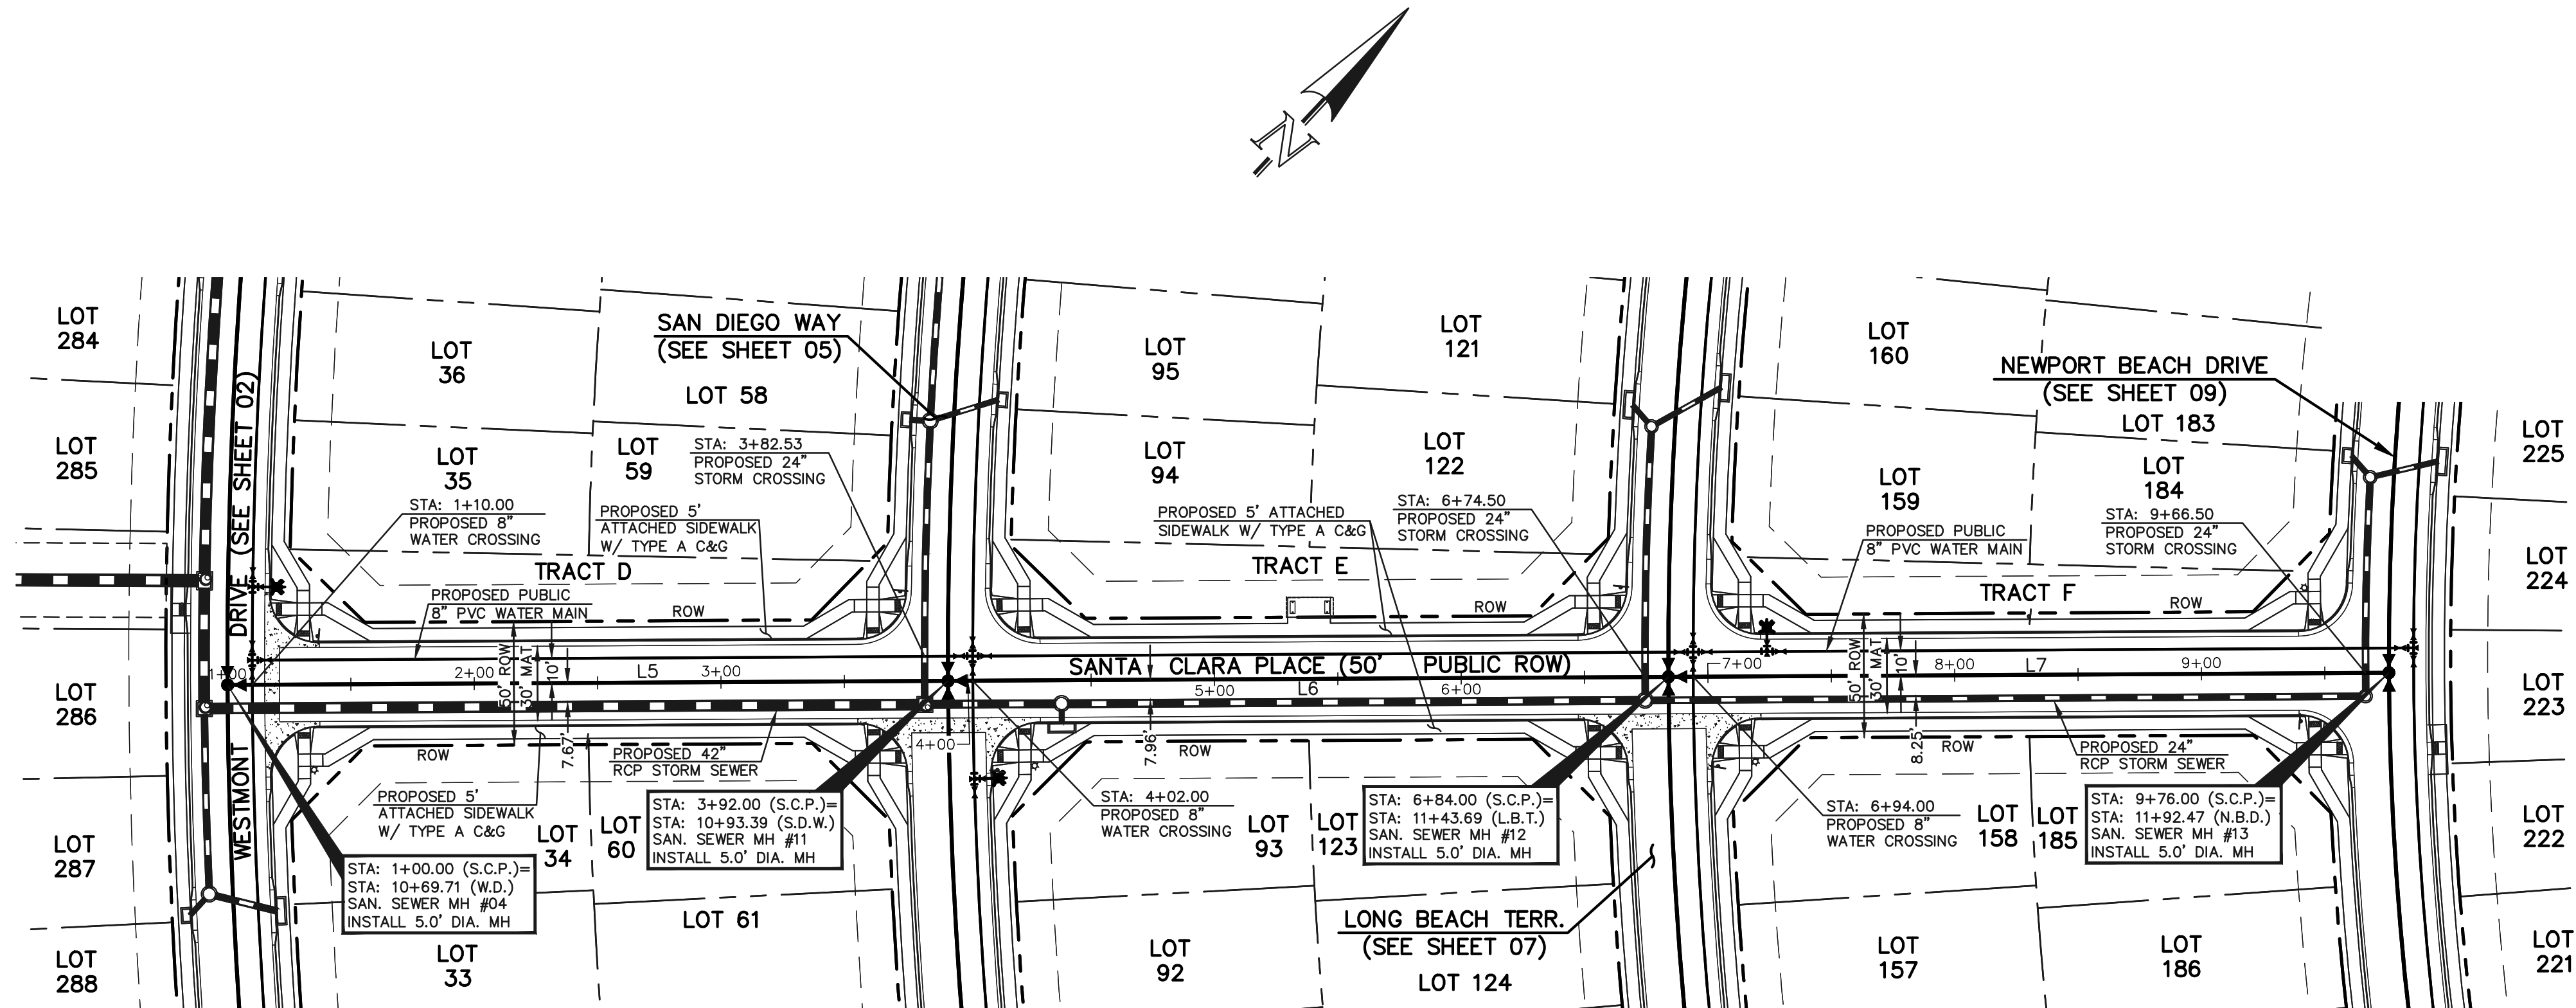 N
LOT
284
LOT
285
LOT
286
LOT
287
LOT
288
WESTMONT DRIVE (SEE SHEET 02)
LOT
36
LOT 58
LOT
35
LOT
59
SAN DIEGO WAY
(SEE SHEET 05)
STA: 3+82.53
PROPOSED 24"
STORM CROSSING
STA: 1+10.00
PROPOSED 8"
WATER CROSSING
PROPOSED 5'
ATTACHED SIDEWALK
W/ TYPE A C&G
TRACT D
PROPOSED PUBLIC
8" PVC WATER MAIN
ROW
LOT
95
LOT
121
LOT
94
LOT
122
PROPOSED 5' ATTACHED
SIDEWALK W/ TYPE A C&G
STA: 6+74.50
PROPOSED 24"
STORM CROSSING
TRACT E
ROW
LOT
160
NEWPORT BEACH DRIVE
(SEE SHEET 09)
LOT 183
LOT
159
LOT
184
PROPOSED PUBLIC
8" PVC WATER MAIN
STA: 9+66.50
PROPOSED 24"
STORM CROSSING
TRACT F
ROW
LOT
225
LOT
224
LOT
223
LOT
222
LOT
221
1+00
2+00
50' ROW
30' MAT
10'
L5
3+00
7.67'
4+00
SANTA CLARA PLACE (50' PUBLIC ROW)
5+00
L6
6+00
7.96'
7+00
50' ROW
30' MAT
10'
8+00
L7
9+00
8.25'
ROW
PROPOSED 42"
RCP STORM SEWER
PROPOSED 5'
ATTACHED SIDEWALK
W/ TYPE A C&G
LOT
34
LOT
60
STA: 1+00.00 (S.C.P.)=
STA: 10+69.71 (W.D.)
SAN. SEWER MH #04
INSTALL 5.0' DIA. MH
STA: 3+92.00 (S.C.P.)=
STA: 10+93.39 (S.D.W.)
SAN. SEWER MH #11
INSTALL 5.0' DIA. MH
LOT
33
LOT 61
ROW
STA: 4+02.00
PROPOSED 8"
WATER CROSSING
LOT
93
LOT
123
STA: 6+84.00 (S.C.P.)=
STA: 11+43.69 (L.B.T.)
SAN. SEWER MH #12
INSTALL 5.0' DIA. MH
LOT
92
LONG BEACH TERR.
(SEE SHEET 07)
LOT 124
ROW
PROPOSED 24"
RCP STORM SEWER
STA: 6+94.00
PROPOSED 8"
WATER CROSSING
LOT
158
LOT
185
STA: 9+76.00 (S.C.P.)=
STA: 11+92.47 (N.B.D.)
SAN. SEWER MH #13
INSTALL 5.0' DIA. MH
LOT
157
LOT
186